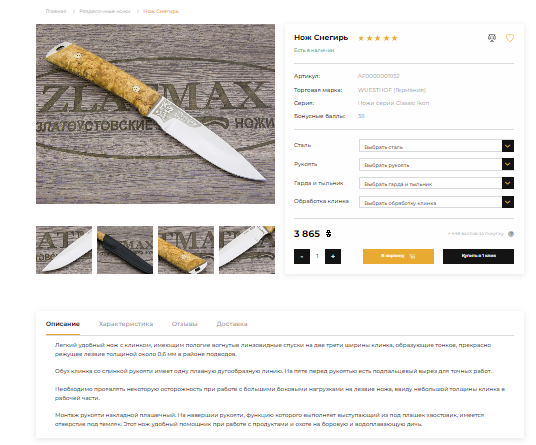 Главная > Разделочные ножи > Нож Снегирь
Нож Снегирь
Есть в наличии
Артикул: AF0000001952
Торговая марка: WUESTHOF (Германия)
Серия: Ножи серии Classic Ikon
Бонусные баллы: 38
Сталь Выбрать сталь
Рукоять Выбрать рукоять
Гарда и тыльник Выбрать гарда и тыльник
Обработка клинка Выбрать обработку клинка
3 865
- 1 + В корзину Купить в 1 клик
ZLATMAX
ЗЛАТОУСТОВСКИЕ НОЖИ
Описание Характеристика Отзывы Доставка
Легкий удобный нож с клинком, имеющим пологие вогнутые линзовидные спуски на две трети ширины клинка, образующие тонкое, прекрасно
режущее лезвие толщиной около 0,6 мм в районе подводов.
Обух клинка со спинкой рукояти имеет одну плавную дугообразную линию. На пяте перед рукоятью есть подпальцевый вырез для точных работ.
Необходимо проявлять некоторую осторожность при работе с большими боковыми нагрузками на лезвие ножа, ввиду небольшой толщины клинка в
рабочей части.
Монтаж рукояти накладной плашечный. На навершии рукояти, функцию которого выполняет выступающий из под плашек хвостовик, имеется
отверстие под темляк. Этот нож удобный помощник при работе с продуктами и охоте на боровую и водоплавающую дичь.